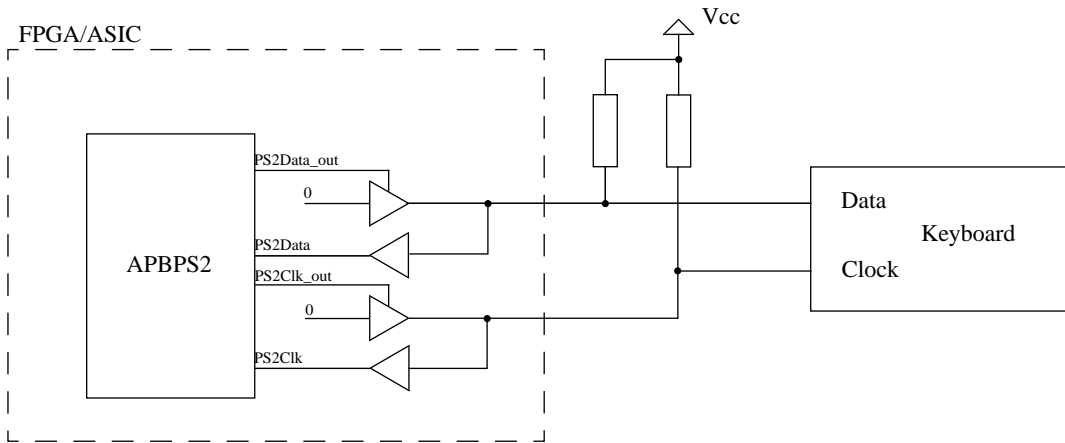 Vcc
FPGA/ASIC
PS2Data_out
0
Data
Keyboard
PS2Data
APBPS2
Clock
PS2Clk_out
0
PS2Clk